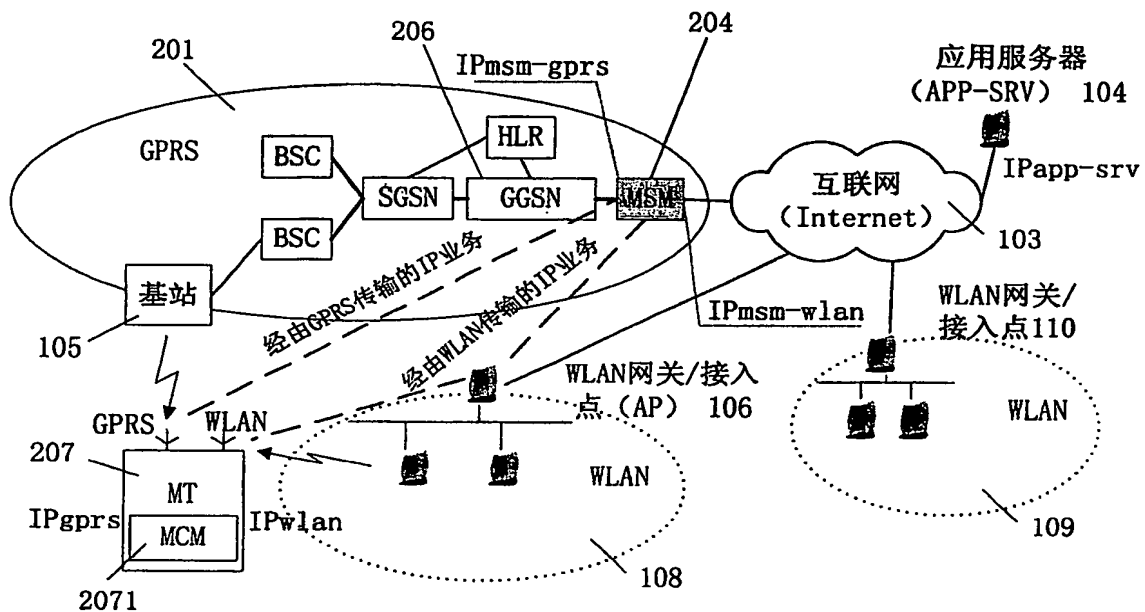 204
206
201
IPmsm-gprs
应用服务器
（APP-SRV） 104
GPRS
HLR
BSC
SGSN
GGSN
MSM
IPapp-srv
互联网
（Internet）
BSC
103
经由GPRS传输的IP业务
经由WLAN传输的IP业务
基站
IPmsm-wlan
WLAN网关/
接入点110
105
WLAN网关/接入
点（AP） 106
GPRS
WLAN
WLAN
207
MT
WLAN
IPgprs
IPwlan
MCM
109
108
2071